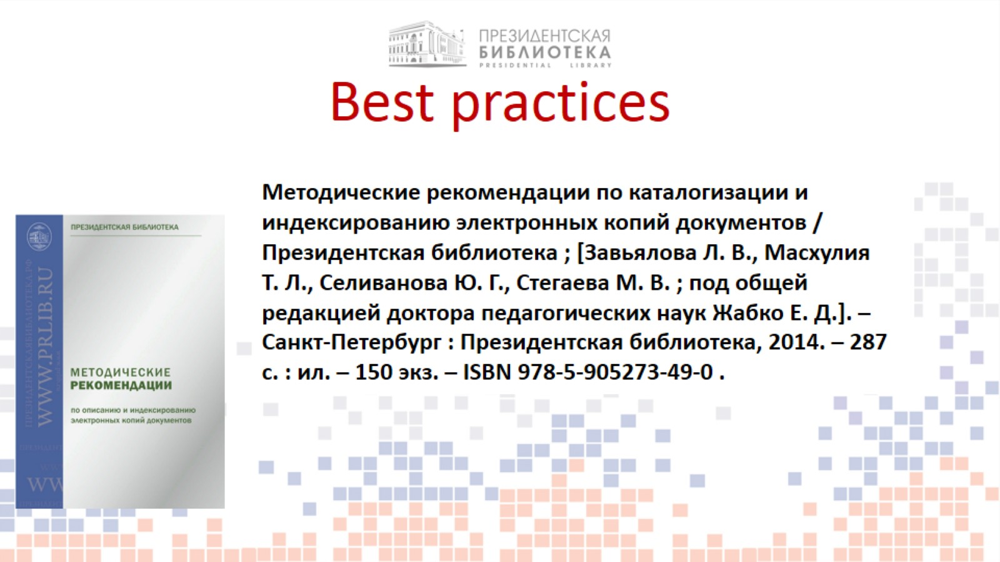 ПРЕЗИДЕНТСКАЯ
БИБЛИОТЕКА
PRESIDENTIAL LIBRARY
Best practices
Методические рекомендации по каталогизации и
индексированию электронных копий документов /
Президентская библиотека ; [Завьялова Л. В., Масхулия
Т. Л., Селиванова Ю. Г., Стегаева М. В. ; под общей
редакцией доктора педагогических наук Жабко Е. Д.]. –
Санкт-Петербург : Президентская библиотека, 2014. – 287
с. : ил. – 150 экз. – ISBN 978-5-905273-49-0 .
ПРЕЗИДЕНТСКАЯ БИБЛИОТЕКА
МЕТОДИЧЕСКИЕ
РЕКОМЕНДАЦИИ
по описанию и индексированию
электронных копий документов
ПРЕЗИДЕНТСКАЯБИБЛИОТЕКА.РФ
WWW.PRLIB.RU